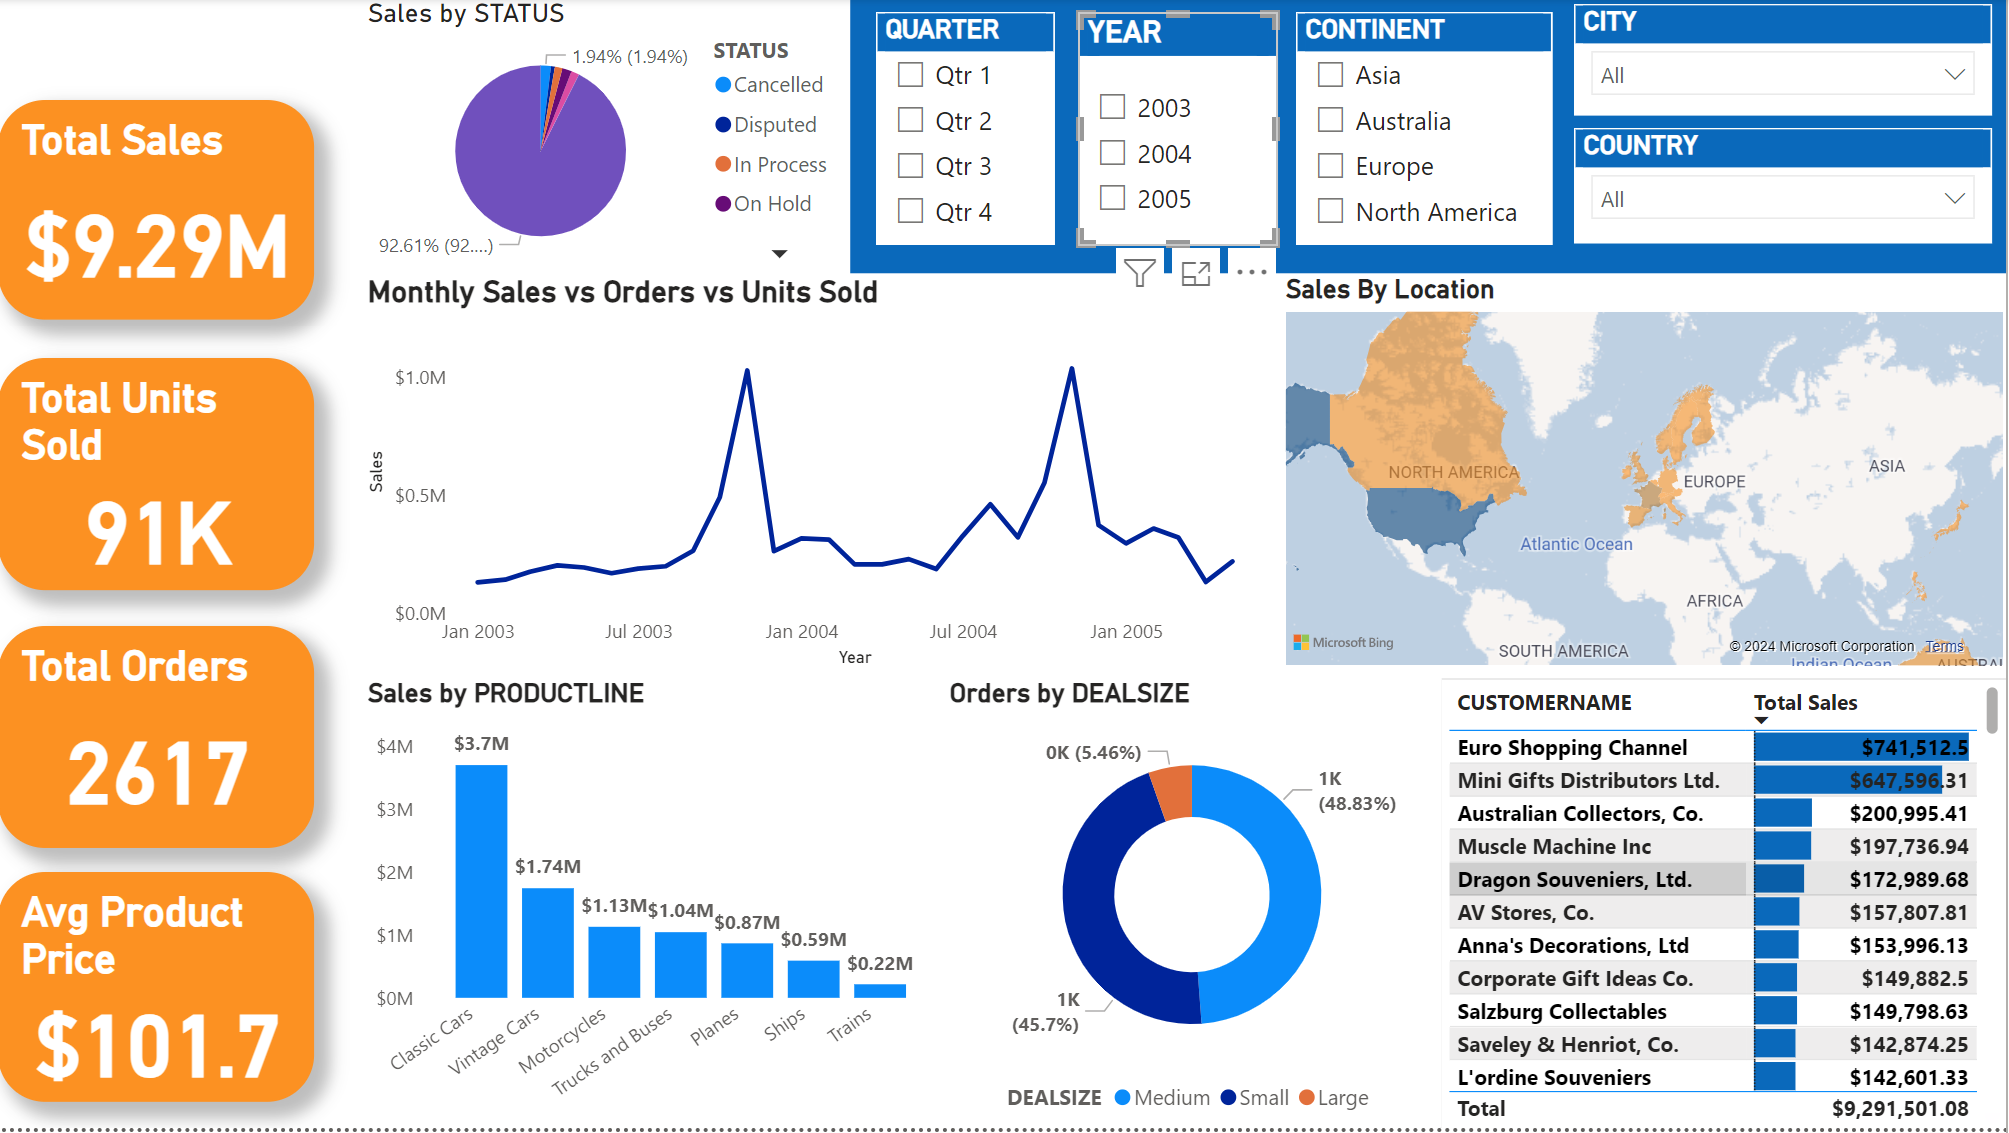 Sales by STATUS
1.94% (1.94%)
92.61% (92....)
STATUS
Cancelled
Disputed
In Process
On Hold
QUARTER
Qtr 1
Qtr 2
Qtr 3
Qtr 4
YEAR
2003
2004
2005
CONTINENT
Asia
Australia
Europe
North America
CITY
All
COUNTRY
All
Total Sales
$9.29M
Total Units
Sold
91K
Total Orders
2617
Avg Product
Price
$101.7
Monthly Sales vs Orders vs Units Sold
Sales
$1.0M
$0.5M
$0.0M
Jan 2003
Jul 2003
Jan 2004
Jul 2004
Jan 2005
Year
Sales By Location
NORTH AMERICA
EUROPE
ASIA
Atlantic Ocean
AFRICA
SOUTH AMERICA
Microsoft Bing
© 2024 Microsoft Corporation Terms
Indian Ocean
AUSTRAL
Sales by PRODUCTLINE
$4M
$3M
$2M
$1M
$0M
$3.7M
$1.74M
$1.13M
$1.04M
$0.87M
$0.59M
$0.22M
Classic Cars
Vintage Cars
Motorcycles
Trucks and Buses
Planes
Ships
Trains
Orders by DEALSIZE
0K (5.46%)
1K
(48.83%)
1K
(45.7%)
DEALSIZE Medium Small Large
CUSTOMERNAME Total Sales
Euro Shopping Channel $741,512.5
Mini Gifts Distributors Ltd. $647,596.31
Australian Collectors, Co. $200,995.41
Muscle Machine Inc $197,736.94
Dragon Souveniers, Ltd. $172,989.68
AV Stores, Co. $157,807.81
Anna's Decorations, Ltd $153,996.13
Corporate Gift Ideas Co. $149,882.5
Salzburg Collectables $149,798.63
Saveley & Henriot, Co. $142,874.25
L'ordine Souveniers $142,601.33
Total $9,291,501.08